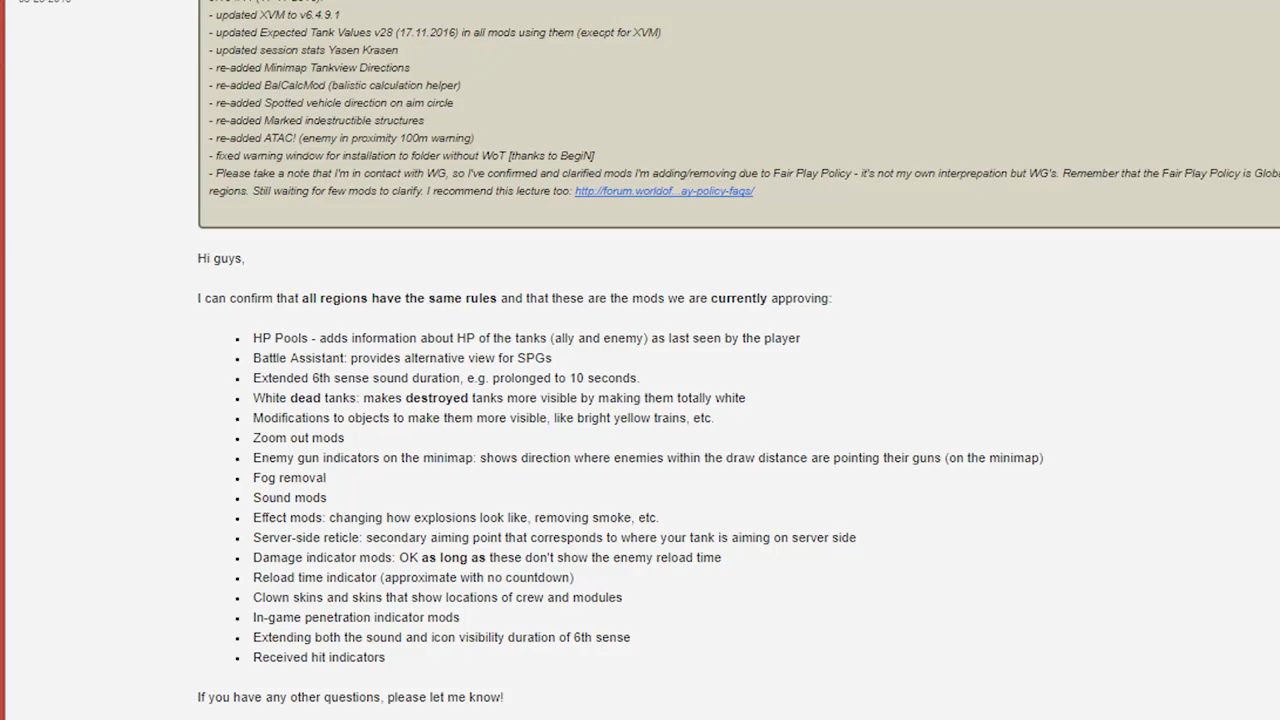 - updated XVM to v6.4.9.1
- updated Expected Tank Values v28 (17.11.2016) in all mods using them (execpt for XVM)
- updated session stats Yasen Krasen
- re-added Minimap Tankview Directions
- re-added BalCalcMod (balistic calculation helper)
- re-added Spotted vehicle direction on aim circle
- re-added Marked indestructible structures
- re-added ATAC! (enemy in proximity 100m warning)
- fixed warning window for installation to folder without WoT [thanks to BegiN]
- Please take a note that I'm in contact with WG, so I've confirmed and clarified mods I'm adding/removing due to Fair Play Policy - it's not my own interprepation but WG's. Remember that the Fair Play Policy is Globa
regions. Still waiting for few mods to clarify. I recommend this lecture too: http://forum.worldof...ay-policy-faqs/
Hi guys,
I can confirm that all regions have the same rules and that these are the mods we are currently approving:
• HP Pools - adds information about HP of the tanks (ally and enemy) as last seen by the player
• Battle Assistant: provides alternative view for SPGs
• Extended 6th sense sound duration, e.g. prolonged to 10 seconds.
• White dead tanks: makes destroyed tanks more visible by making them totally white
• Modifications to objects to make them more visible, like bright yellow trains, etc.
• Zoom out mods
• Enemy gun indicators on the minimap: shows direction where enemies within the draw distance are pointing their guns (on the minimap)
• Fog removal
• Sound mods
• Effect mods: changing how explosions look like, removing smoke, etc.
• Server-side reticle: secondary aiming point that corresponds to where your tank is aiming on server side
• Damage indicator mods: OK as long as these don't show the enemy reload time
• Reload time indicator (approximate with no countdown)
• Clown skins and skins that show locations of crew and modules
• In-game penetration indicator mods
• Extending both the sound and icon visibility duration of 6th sense
• Received hit indicators
If you have any other questions, please let me know!